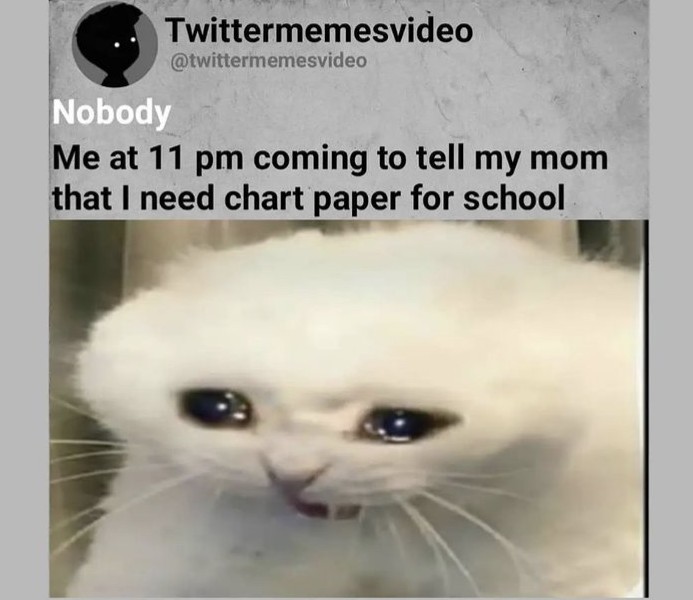 Twittermemesvideo
@twittermemesvideo
Nobody
Me at 11 pm coming to tell my mom
that I need chart paper for school